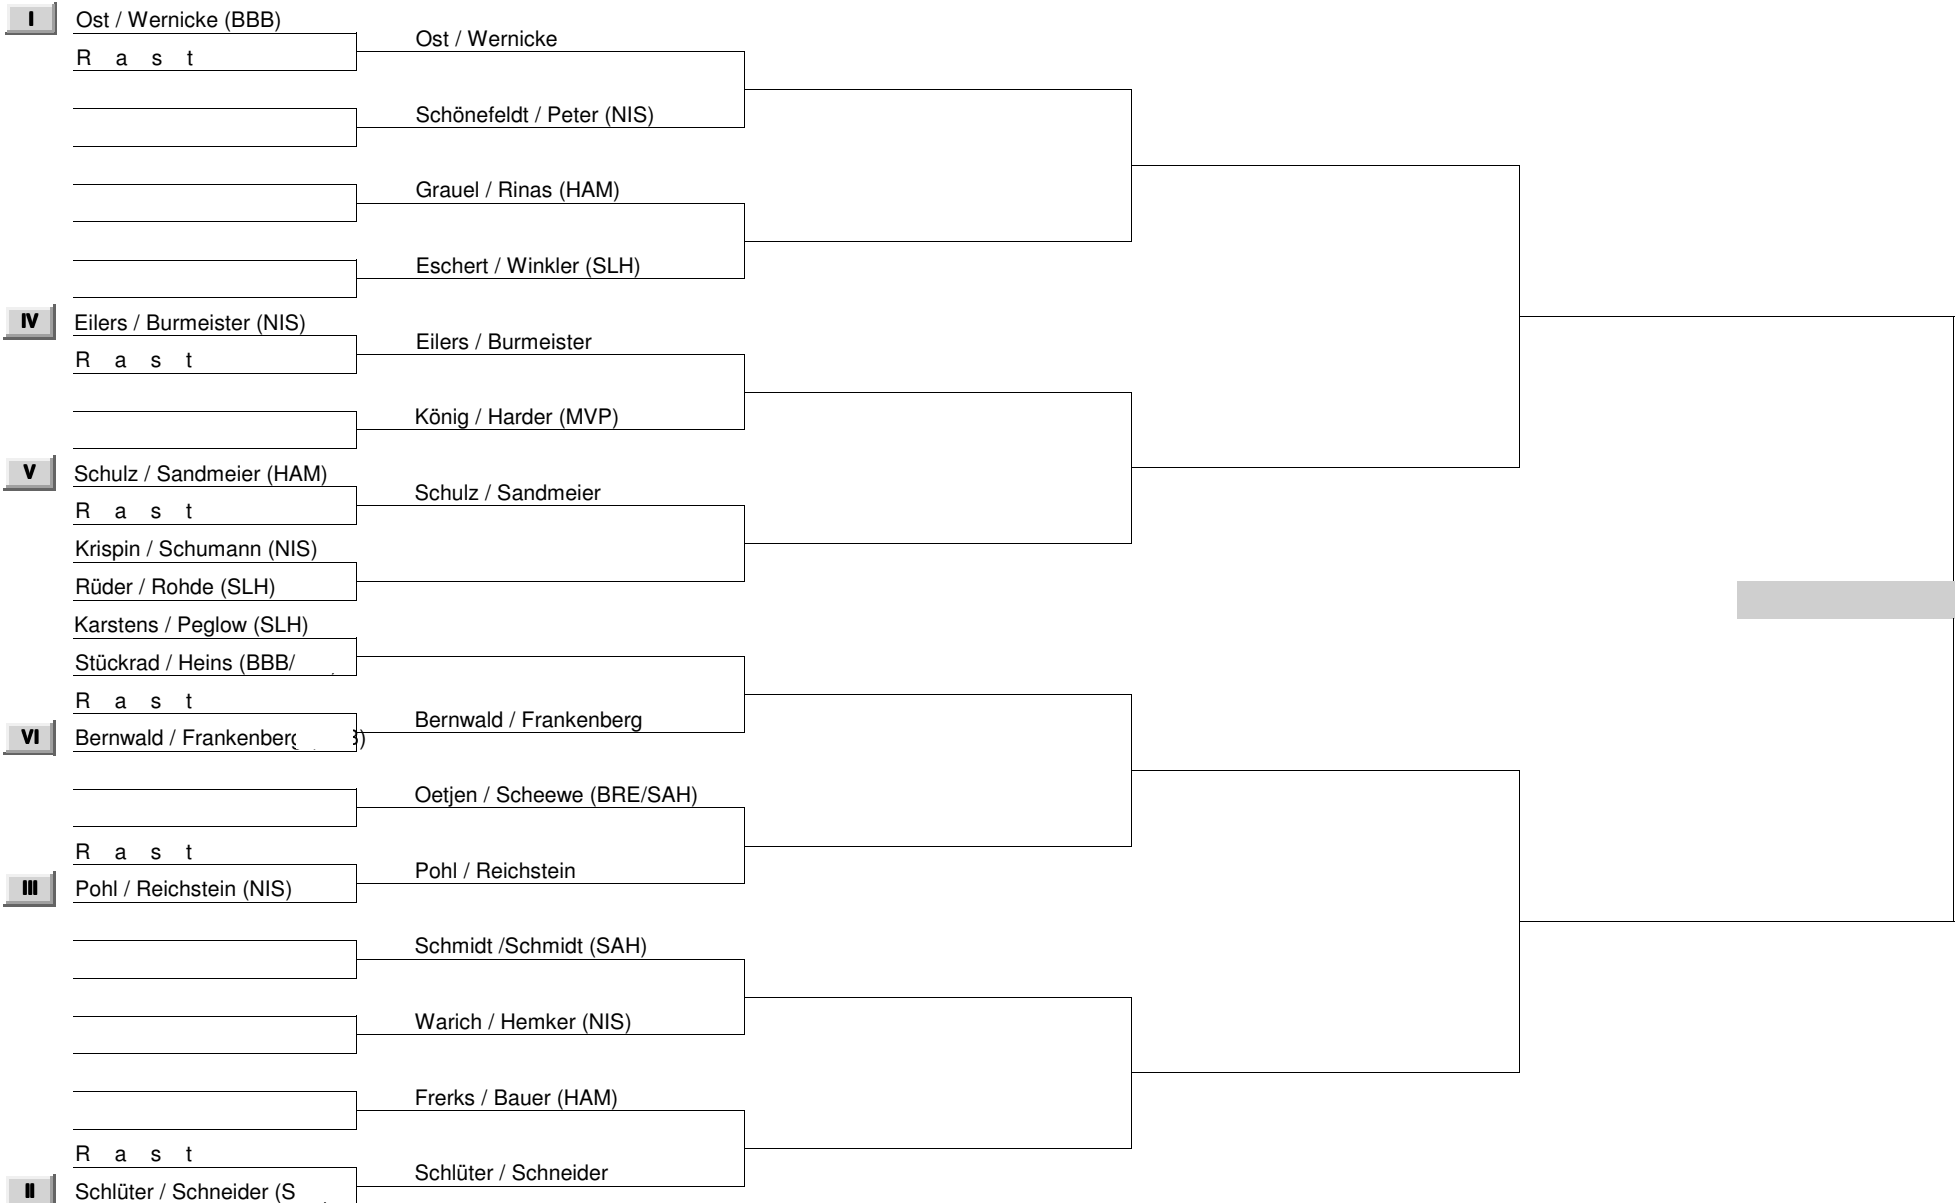 I
Ost / Wernicke (BBB)
Ost / Wernicke
R a s t
Schönefeldt / Peter (NIS)
Grauel / Rinas (HAM)
Eschert / Winkler (SLH)
IV
Eilers / Burmeister (NIS)
Eilers / Burmeister
R a s t
König / Harder (MVP)
V
Schulz / Sandmeier (HAM)
Schulz / Sandmeier
R a s t
Krispin / Schumann (NIS)
Rüder / Rohde (SLH)
Karstens / Peglow (SLH)
Stückrad / Heins (BBB/
R a s t
Bernwald / Frankenberg
VI
Bernwald /
Oetjen / Scheewe (BRE/SAH)
R a s t
Pohl / Reichstein
III
Pohl / Reichstein (NIS)
Schmidt /Schmidt (SAH)
Warich / Hemker (NIS)
Frerks / Bauer (HAM)
R a s t
Schlüter / Schneider
II
Schlüter / Schneider (S